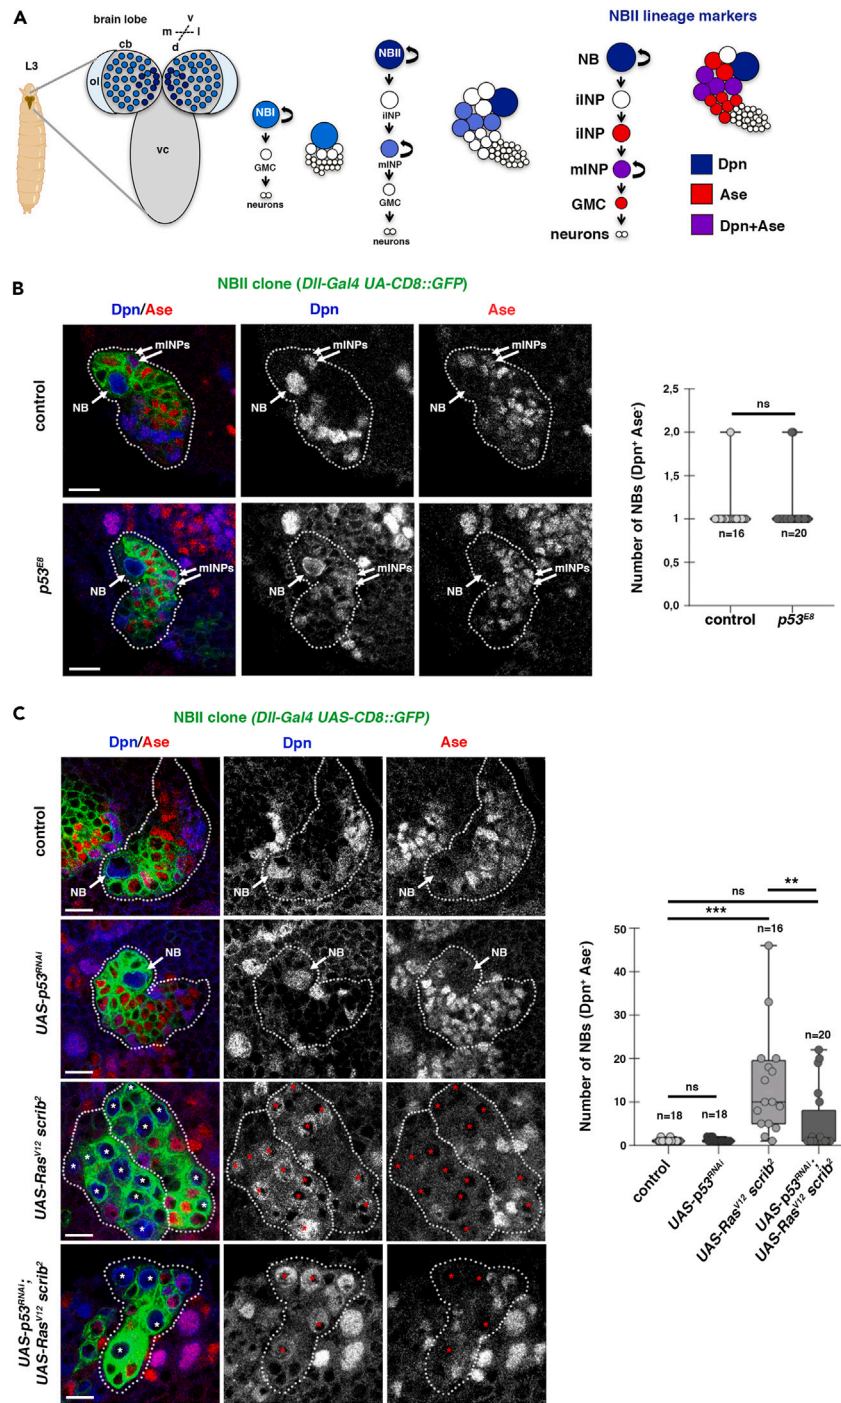 A
brain lobe
v
m
l
d
cb
L3
ol
vc
NBI
GMC
neurons
NBII
iINP
mINP
GMC
neurons
NBII lineage markers
NB
iINP
iINP
mINP
GMC
neurons
Dpn
Ase
Dpn+Ase
B
NBII clone (Dll-Gal4 UA-CD8::GFP)
Dpn/Ase
Dpn
Ase
control
mINPs
NB
mINPs
NB
mINPs
NB
p53E8
mINPs
NB
mINPs
NB
mINPs
NB
Number of NBs (Dpn+ Ase-)
2,5
2,0
1,5
1
0,5
0,0
ns
n=16
n=20
control
p53E8
C
NBII clone (Dll-Gal4 UAS-CD8::GFP)
Dpn/Ase
Dpn
Ase
control
NB
NB
NB
UAS-p53RNAi
NB
NB
NB
UAS-RasV12 scrib2
UAS-p53RNAi;
UAS-RasV12 scrib2
Number of NBs (Dpn+ Ase-)
50
40
30
20
10
0
ns
**
***
n=16
n=20
ns
n=18
n=18
control
UAS-p53RNAi
UAS-RasV12 scrib2
UAS-p53RNAi;
UAS-RasV12 scrib2